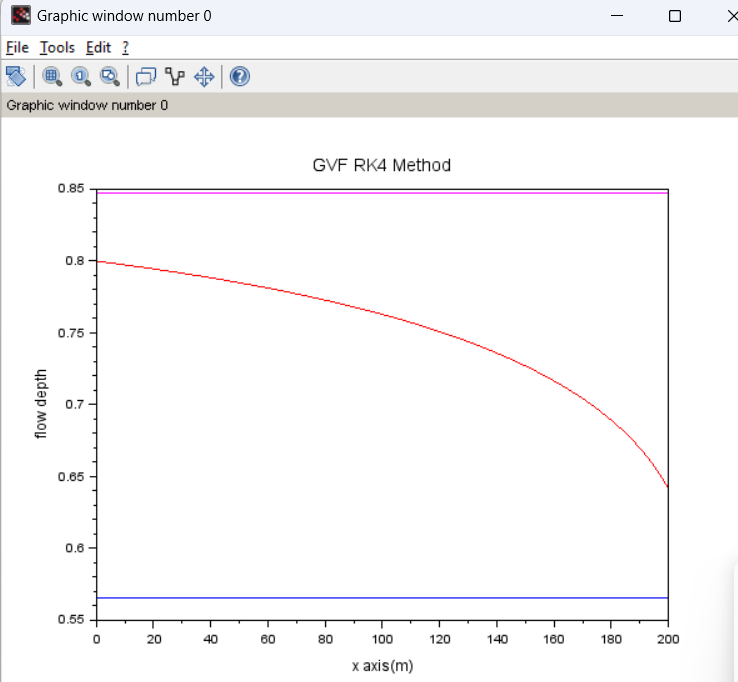 Graphic window number 0
File Tools Edit ?
Graphic window number 0
GVF RK4 Method
0.85
0.8
0.75
0.7
0.65
0.6
0.55
flow depth
0 20 40 60 80 100 120 140 160 180 200
x axis(m)